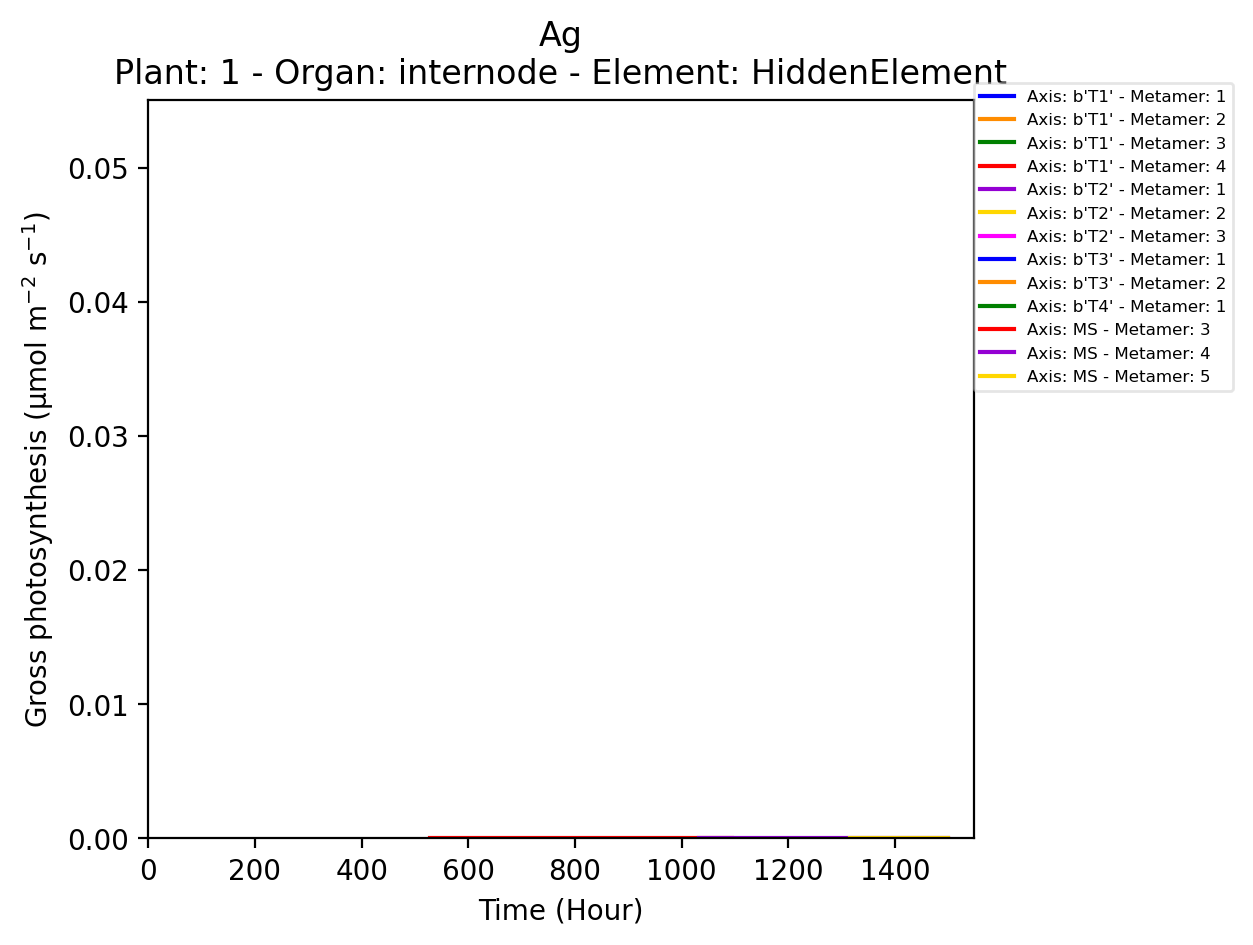 Ag
Plant: 1 - Organ: internode - Element: HiddenElement
Axis: b'T1' - Metamer: 1
Axis: b'T1' - Metamer: 2
Axis: b'T1' - Metamer: 3
Axis: b'T1' - Metamer: 4
Axis: b'T2' - Metamer: 1
Axis: b'T2' - Metamer: 2
Axis: b'T2' - Metamer: 3
Axis: b'T3' - Metamer: 1
Axis: b'T3' - Metamer: 2
Axis: b'T4' - Metamer: 1
Axis: MS - Metamer: 3
Axis: MS - Metamer: 4
Axis: MS - Metamer: 5
Gross photosynthesis (µmol m⁻² s⁻¹)
0.05
0.04
0.03
0.02
0.01
0.00
0 200 400 600 800 1000 1200 1400
Time (Hour)